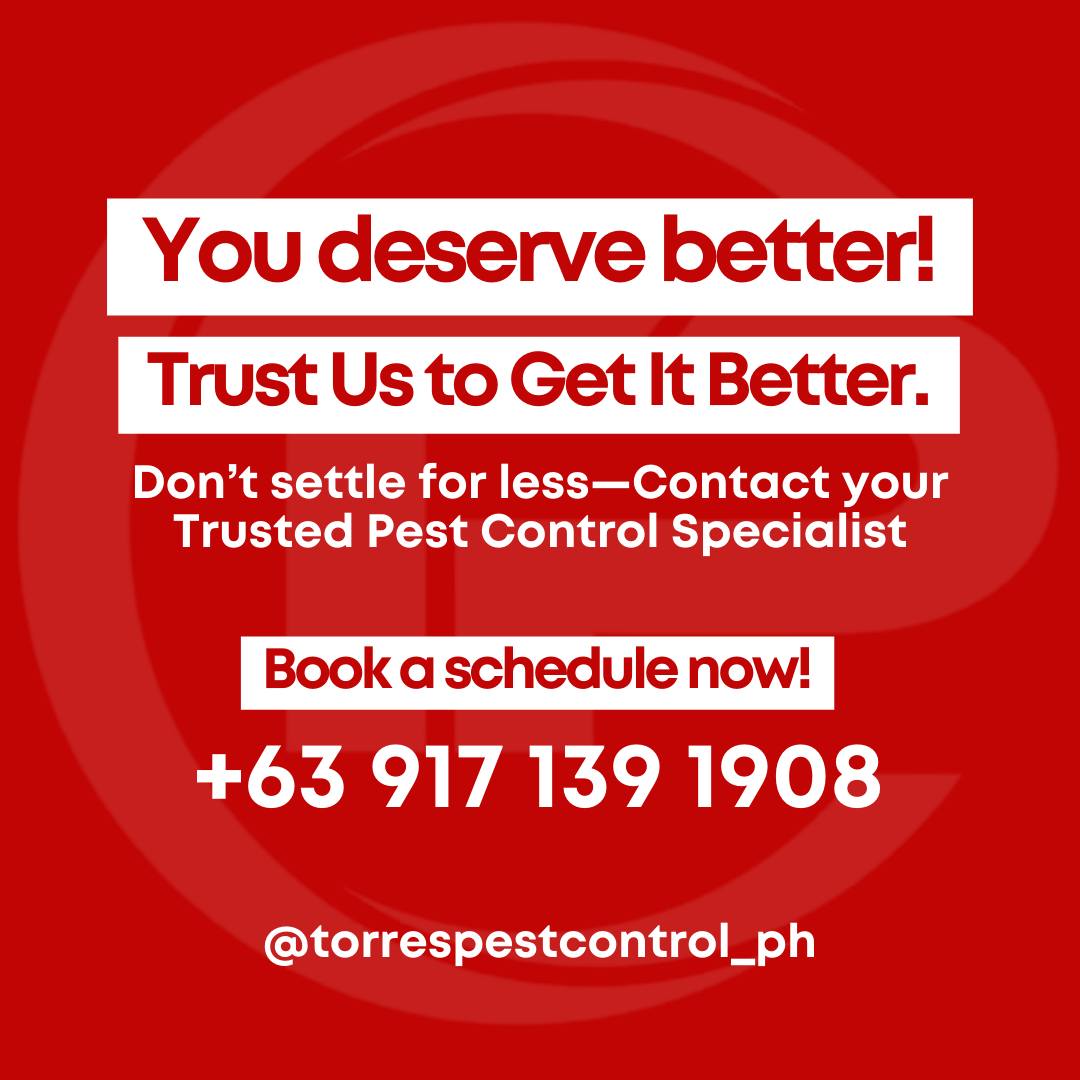 You deserve better!
Trust Us to Get It Better.
Don’t settle for less—Contact your
Trusted Pest Control Specialist
Book a schedule now!
+63 917 139 1908
@torrespestcontrol_ph